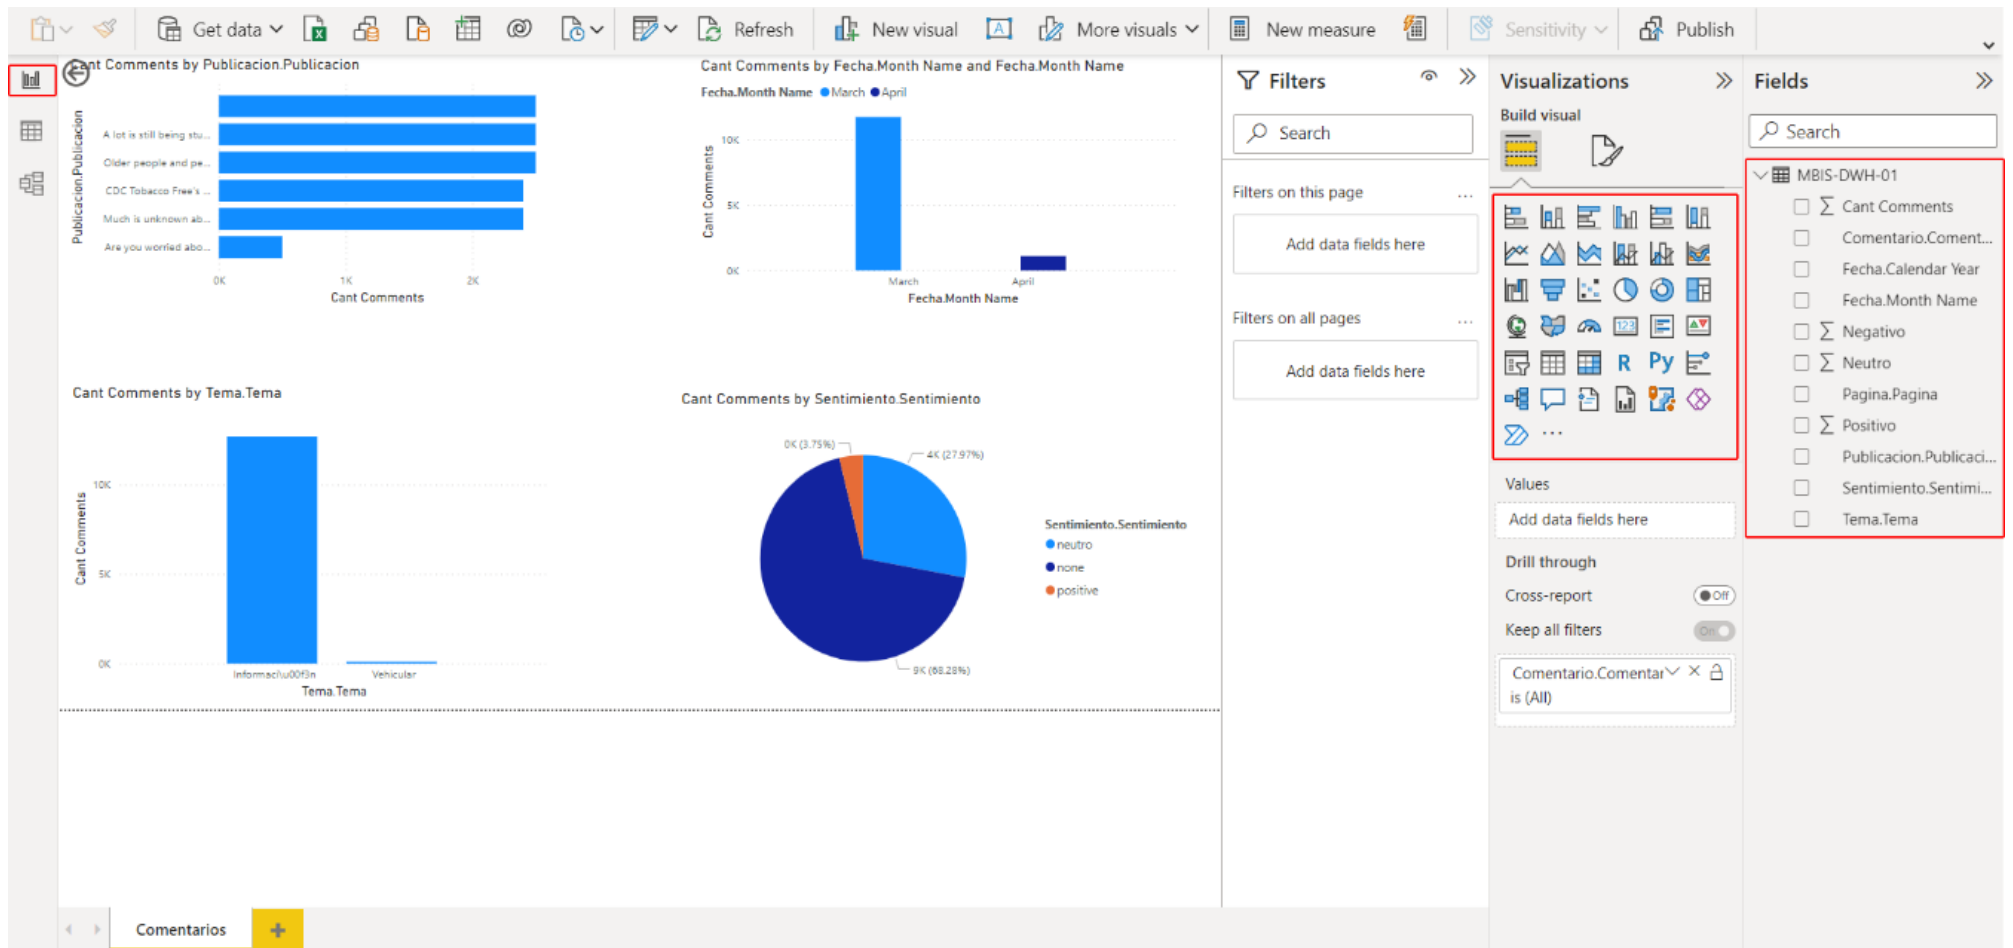 Get data
Refresh
New visual
More visuals
New measure
Sensitivity
Publish
Cant Comments by Publicacion.Publicacion
Publicacion.Publicacion
A lot is still being stu...
Older people and pe...
CDC Tobacco Free's ...
Much is unknown ab...
Are you worried abo...
0K
1K
2K
Cant Comments
Cant Comments by Fecha.Month Name and Fecha.Month Name
Fecha.Month Name
March
April
Cant Comments
10K
5K
0K
March
April
Fecha.Month Name
Cant Comments by Tema.Tema
Cant Comments
10K
5K
0K
Informaci\u00f3n
Vehicular
Tema.Tema
Cant Comments by Sentimiento.Sentimiento
0K (3.75%)
4K (27.97%)
9K (68.28%)
Sentimiento.Sentimiento
neutro
none
positive
Comentarios
+
Filters
Search
Filters on this page
...
Add data fields here
Filters on all pages
...
Add data fields here
Visualizations
Build visual
123
R
Py
...
Values
Add data fields here
Drill through
Cross-report
Off
Keep all filters
On
Comentario.Comentar
is (All)
Fields
Search
MBIS-DWH-01
Σ Cant Comments
Comentario.Coment...
Fecha.Calendar Year
Fecha.Month Name
Σ Negativo
Σ Neutro
Pagina.Pagina
Σ Positivo
Publicacion.Publicaci...
Sentimiento.Sentimi...
Tema.Tema